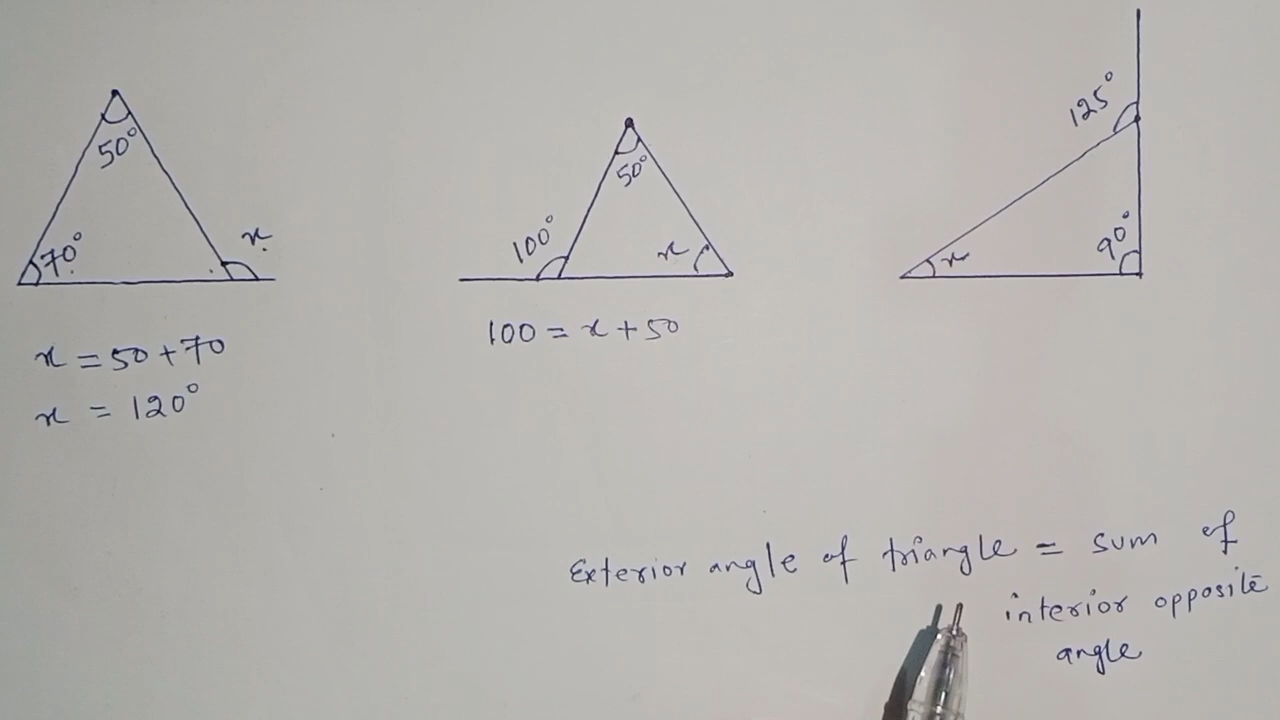 50°
70°
x
x = 50 + 70
x = 120°
50°
100°
x
100 = x + 50
125°
90°
x
Exterior angle of triangle = sum of
interior opposite
angle